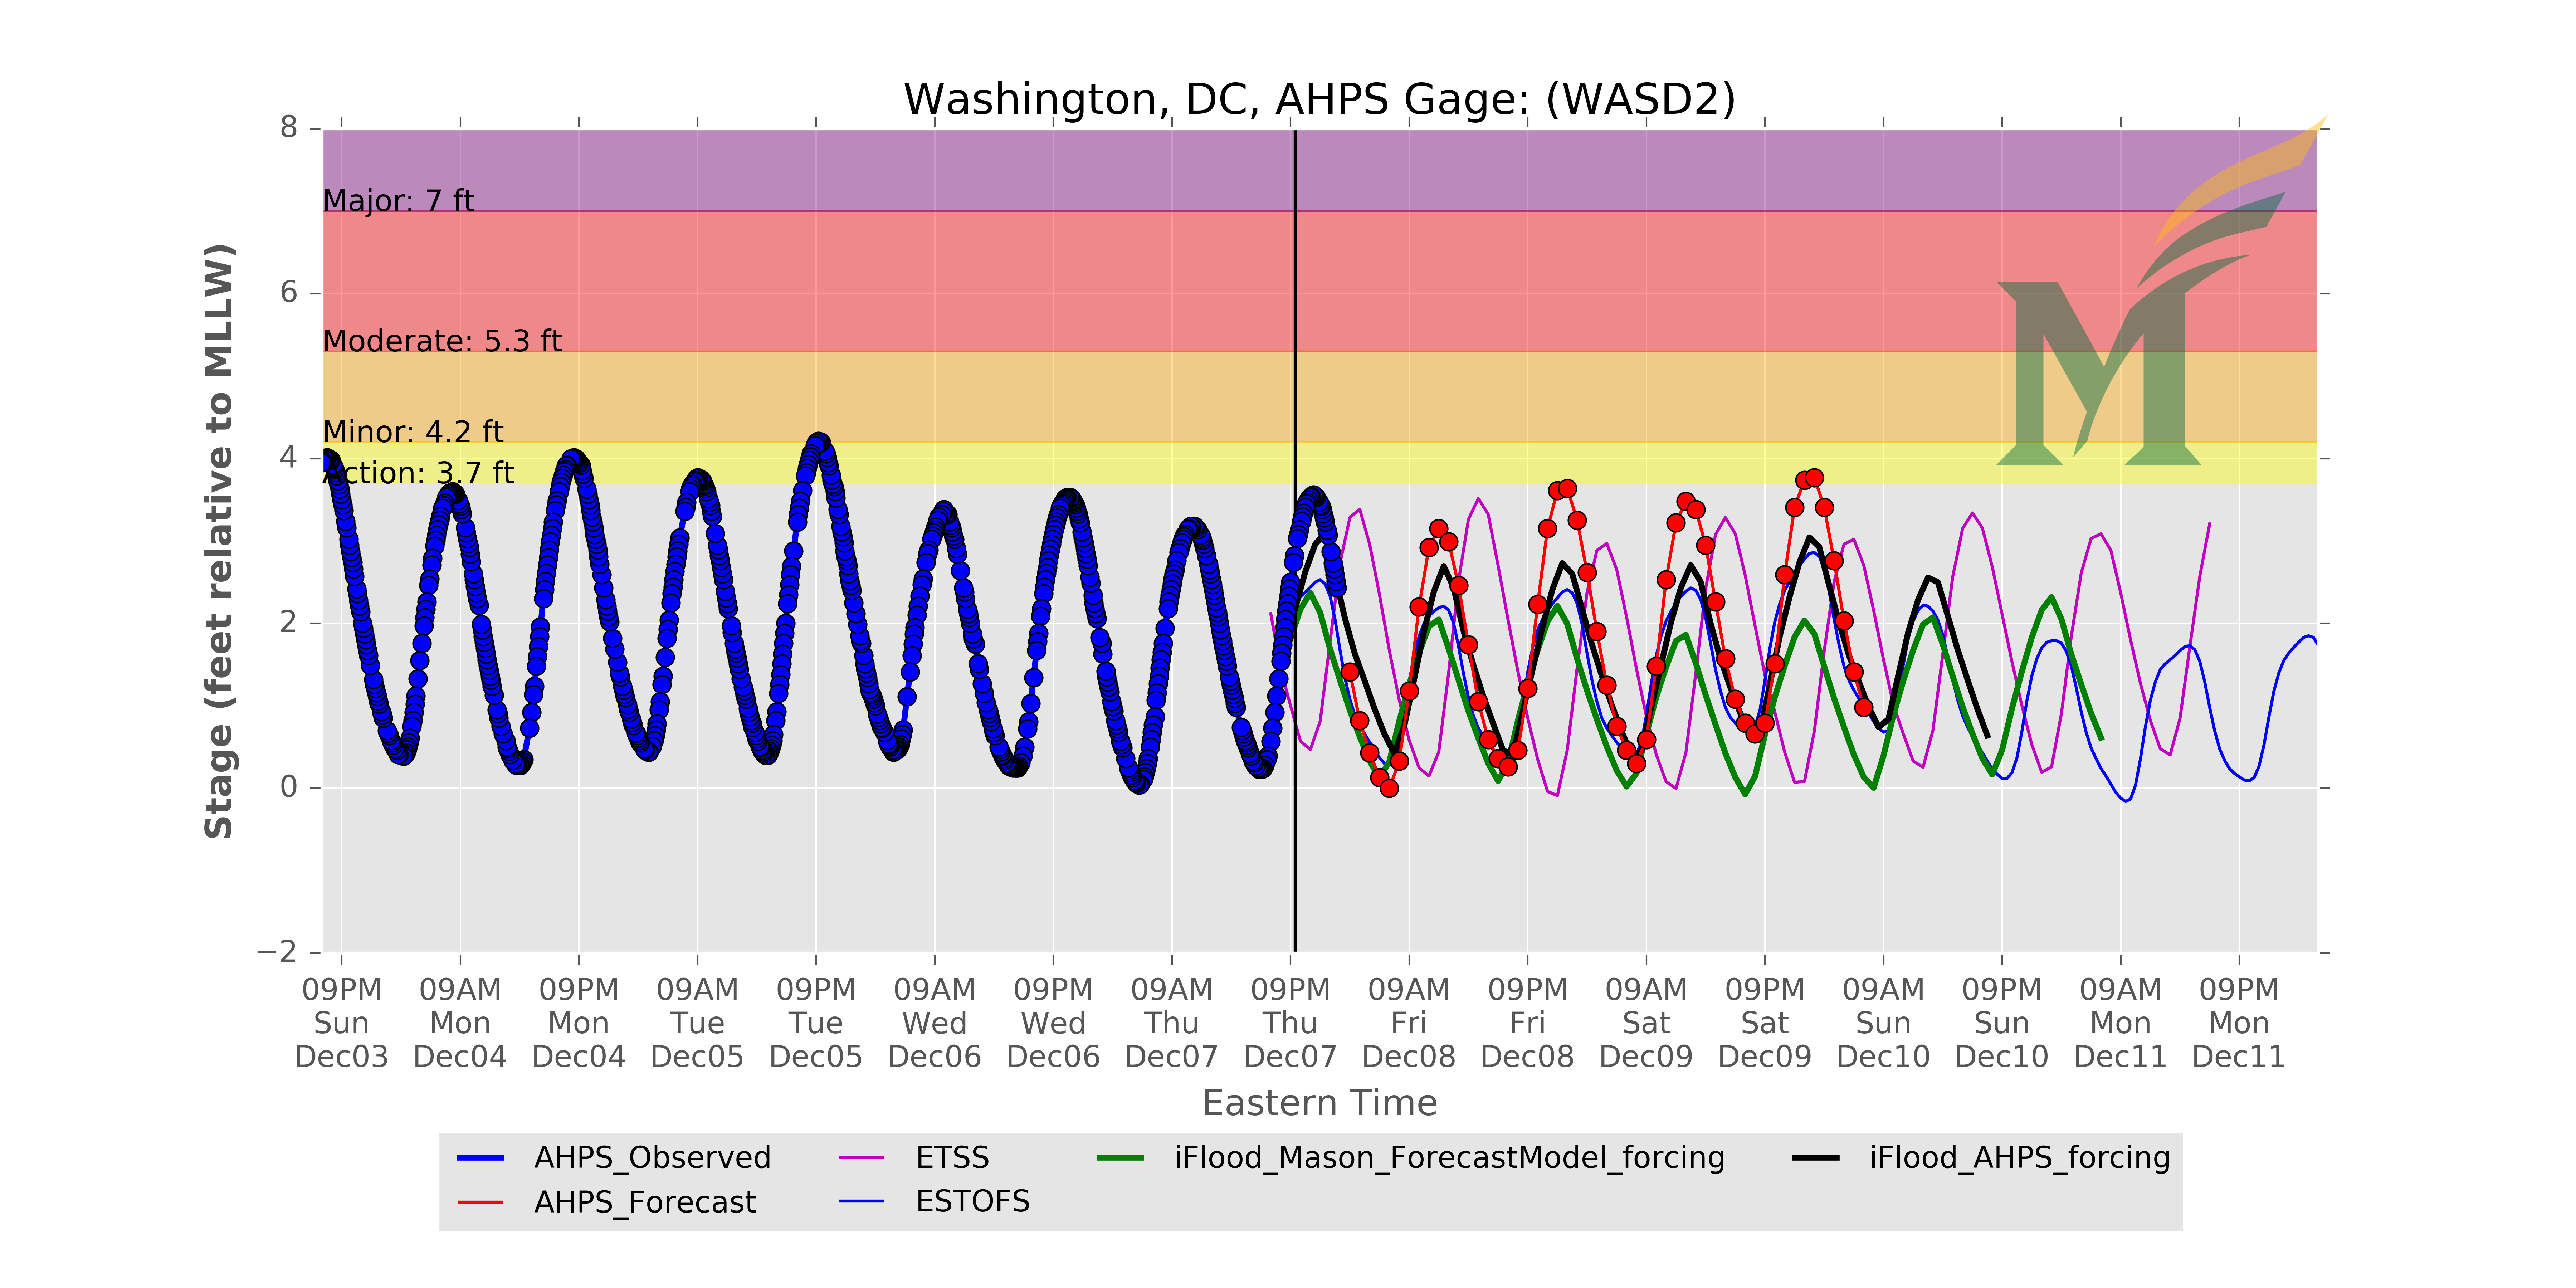 Washington, DC, AHPS Gage: (WASD2)
8
6
4
2
0
−2
Stage (feet relative to MLLW)
Major: 7 ft
Moderate: 5.3 ft
Minor: 4.2 ft
Action: 3.7 ft
09PM 09AM 09PM 09AM 09PM 09AM 09PM 09AM 09PM 09AM 09PM 09AM 09PM 09AM 09PM 09AM 09PM
Sun Mon Mon Tue Tue Wed Wed Thu Thu Fri Fri Sat Sat Sun Sun Mon Mon
Dec03 Dec04 Dec04 Dec05 Dec05 Dec06 Dec06 Dec07 Dec07 Dec08 Dec08 Dec09 Dec09 Dec10 Dec10 Dec11 Dec11
Eastern Time
AHPS_Observed ETSS iFlood_Mason_ForecastModel_forcing iFlood_AHPS_forcing
AHPS_Forecast ESTOFS
M